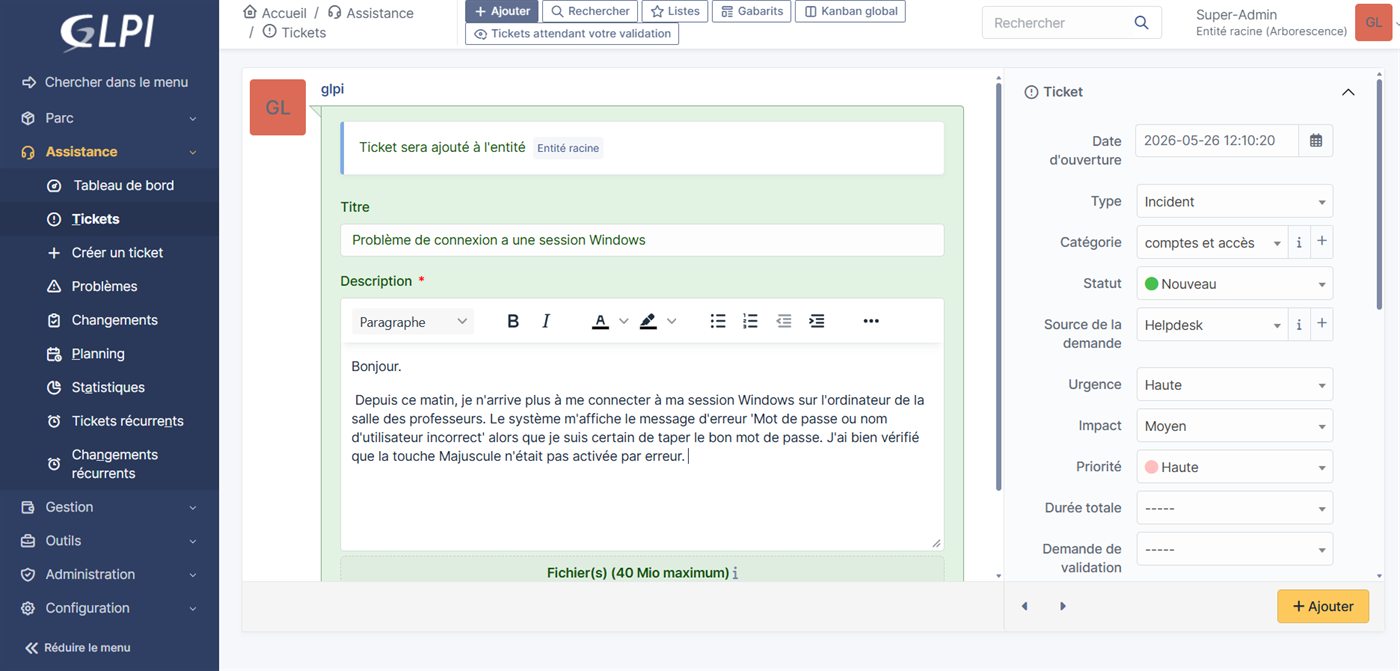 GLPI
Chercher dans le menu
Parc
Assistance
Tableau de bord
Tickets
Créer un ticket
Problèmes
Changements
Planning
Statistiques
Tickets récurrents
Changements
récurrents
Gestion
Outils
Administration
Configuration
Réduire le menu
Accueil / Assistance
/ Tickets
+ Ajouter
Rechercher
Listes
Gabarits
Kanban global
Tickets attendant votre validation
Rechercher
Super-Admin
Entité racine (Arborescence)
GL
GL
glpi
Ticket sera ajouté à l'entité Entité racine
Titre
Problème de connexion a une session Windows
Description *
Paragraphe B I A
Bonjour.
Depuis ce matin, je n'arrive plus à me connecter à ma session Windows sur l'ordinateur de la
salle des professeurs. Le système m'affiche le message d'erreur 'Mot de passe ou nom
d'utilisateur incorrect' alors que je suis certain de taper le bon mot de passe. J'ai bien vérifié
que la touche Majuscule n'était pas activée par erreur.
Fichier(s) (40 Mio maximum) i
Ticket
Date
d'ouverture
2026-05-26 12:10:20
Type
Incident
Catégorie
comptes et accès i +
Statut
Nouveau
Source de la
demande
Helpdesk i +
Urgence
Haute
Impact
Moyen
Priorité
Haute
Durée totale
-----
Demande de
validation
-----
+ Ajouter